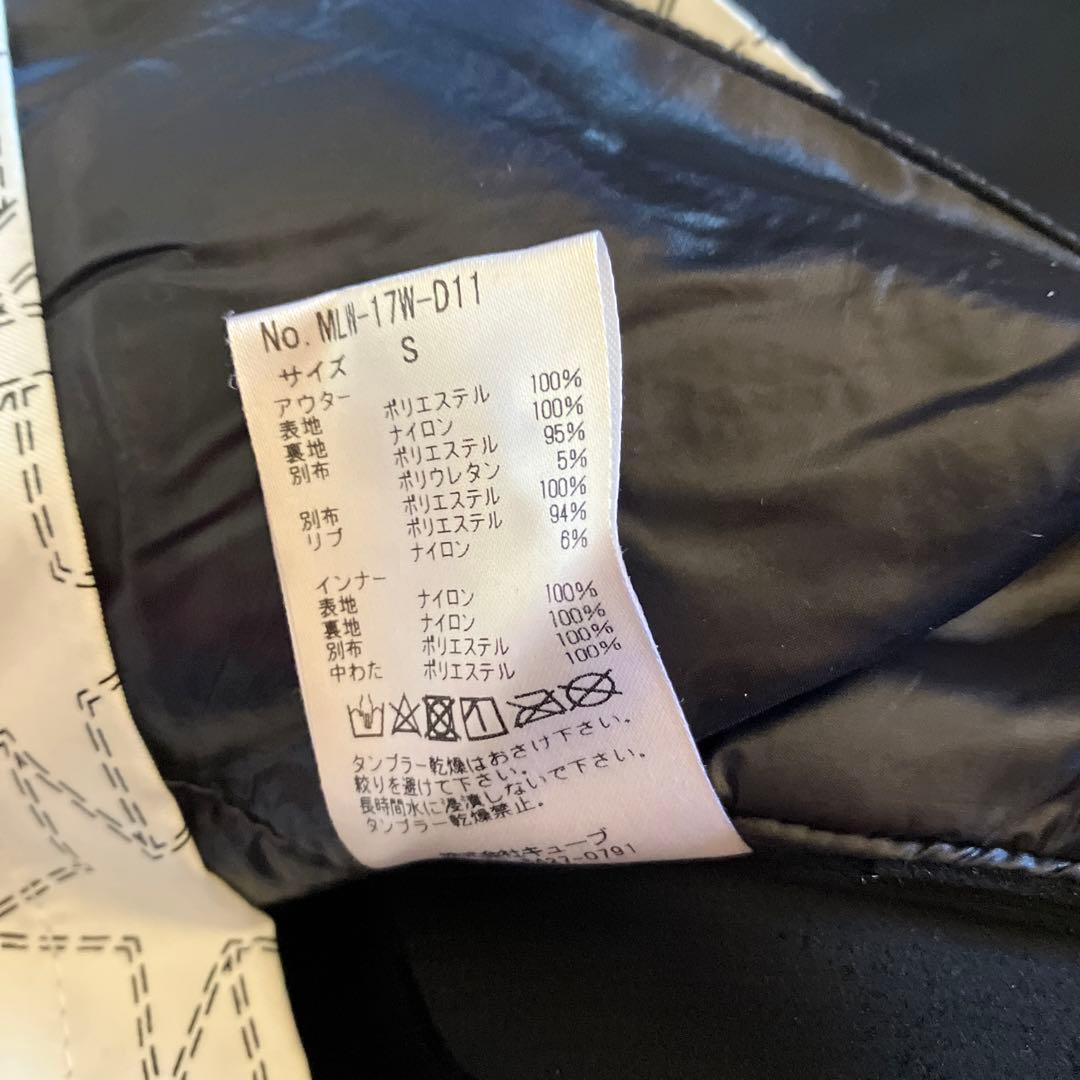 No. MLW-17W-D11
サイズ S
アウター
表地 ポリエステル 100%
裏地 ナイロン 100%
別布 ポリエステル 95%
ポリウレタン 5%
別布 ポリエステル 100%
リブ ポリエステル 94%
ナイロン 6%
インナー
表地 ナイロン 100%
裏地 ナイロン 100%
別布 ポリエステル 100%
中わた ポリエステル 100%
タンブラー乾燥はおさけ下さい。
絞りを避けて下さい。
長時間水に浸漬しないで下さい。
タンブラー乾燥禁止。
キューブ
0791